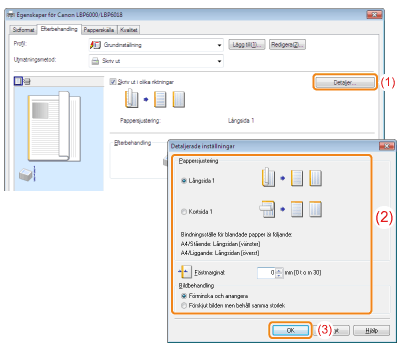 Egenskaper för Canon LBP6000/LBP6018
Sidformat Efterbehandling Papperskälla Kvalitet
Profil: Grundinställning Lägg till(1)... Redigera(2)...
Utmatningsmetod: Skriv ut
Skriv ut i olika riktningar Detaljer... (1)
Pappersjustering: Långsida 1
Efterbehandling
Detaljerade inställningar
Pappersjustering
Långsida 1
(2)
Kortsida 1
Bindningsställe för blandade papper är följande:
A4/Stående: Långsidan [vänster]
A4/Liggande: Långsidan [överst]
Fästmarginal: 0 mm [0 t o m 30]
Bildbehandling
Förminska och arrangera
Förskjut bilden men behåll samma storlek
OK (3) Hjälp